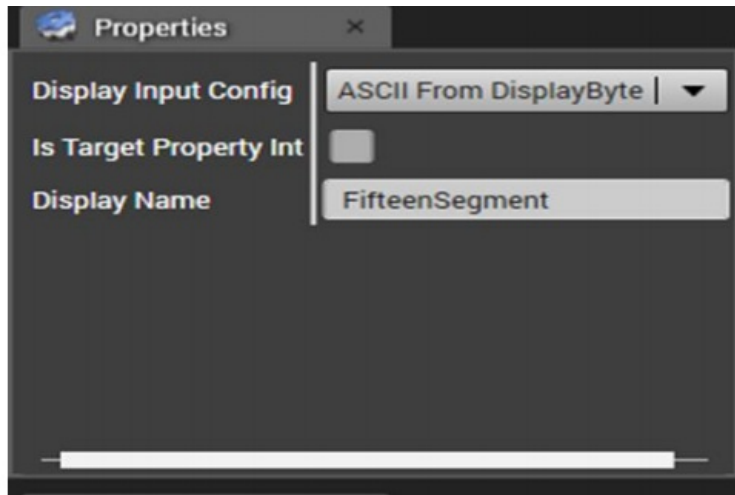 Properties ×
Display Input Config ASCII From DisplayByte
Is Target Property Int
Display Name FifteenSegment